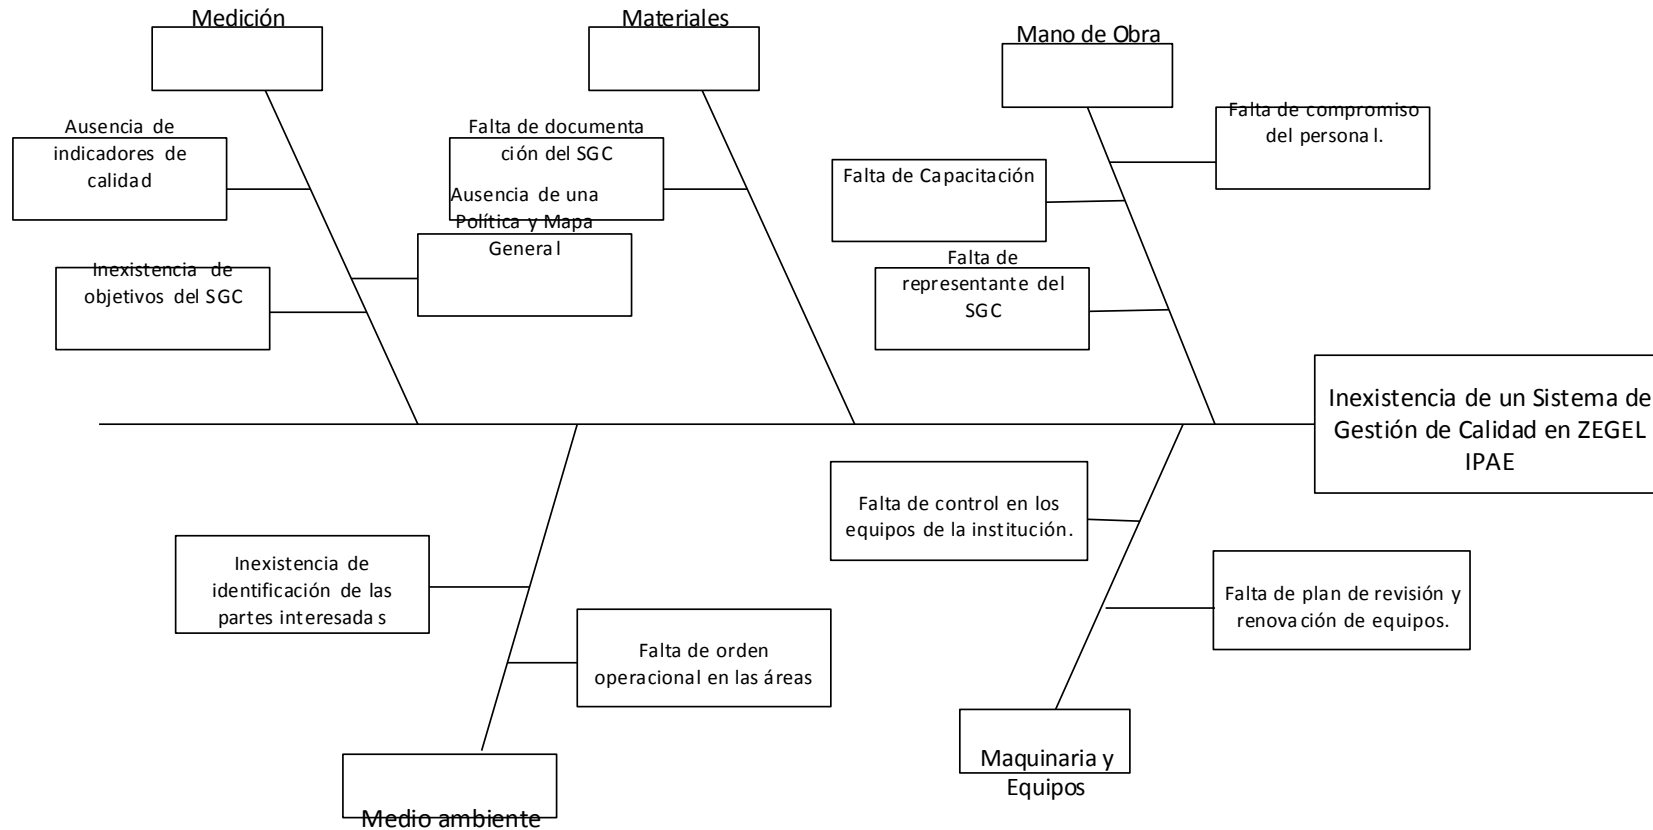 Medición
Materiales
Mano de Obra
Ausencia de
indicadores de
calidad
Falta de documenta
ción del SGC
Falta de compromiso
del personal.
Falta de Capacitación
Ausencia de una
Política y Mapa
General
Inexistencia de
objetivos del SGC
Falta de
representante del
SGC
Inexistencia de un Sistema de
Gestión de Calidad en ZEGEL
IPAE
Falta de control en los
equipos de la institución.
Inexistencia de
identificación de las
partes interesadas
Falta de plan de revisión y
renovación de equipos.
Falta de orden
operacional en las áreas
Maquinaria y
Equipos
Medio ambiente